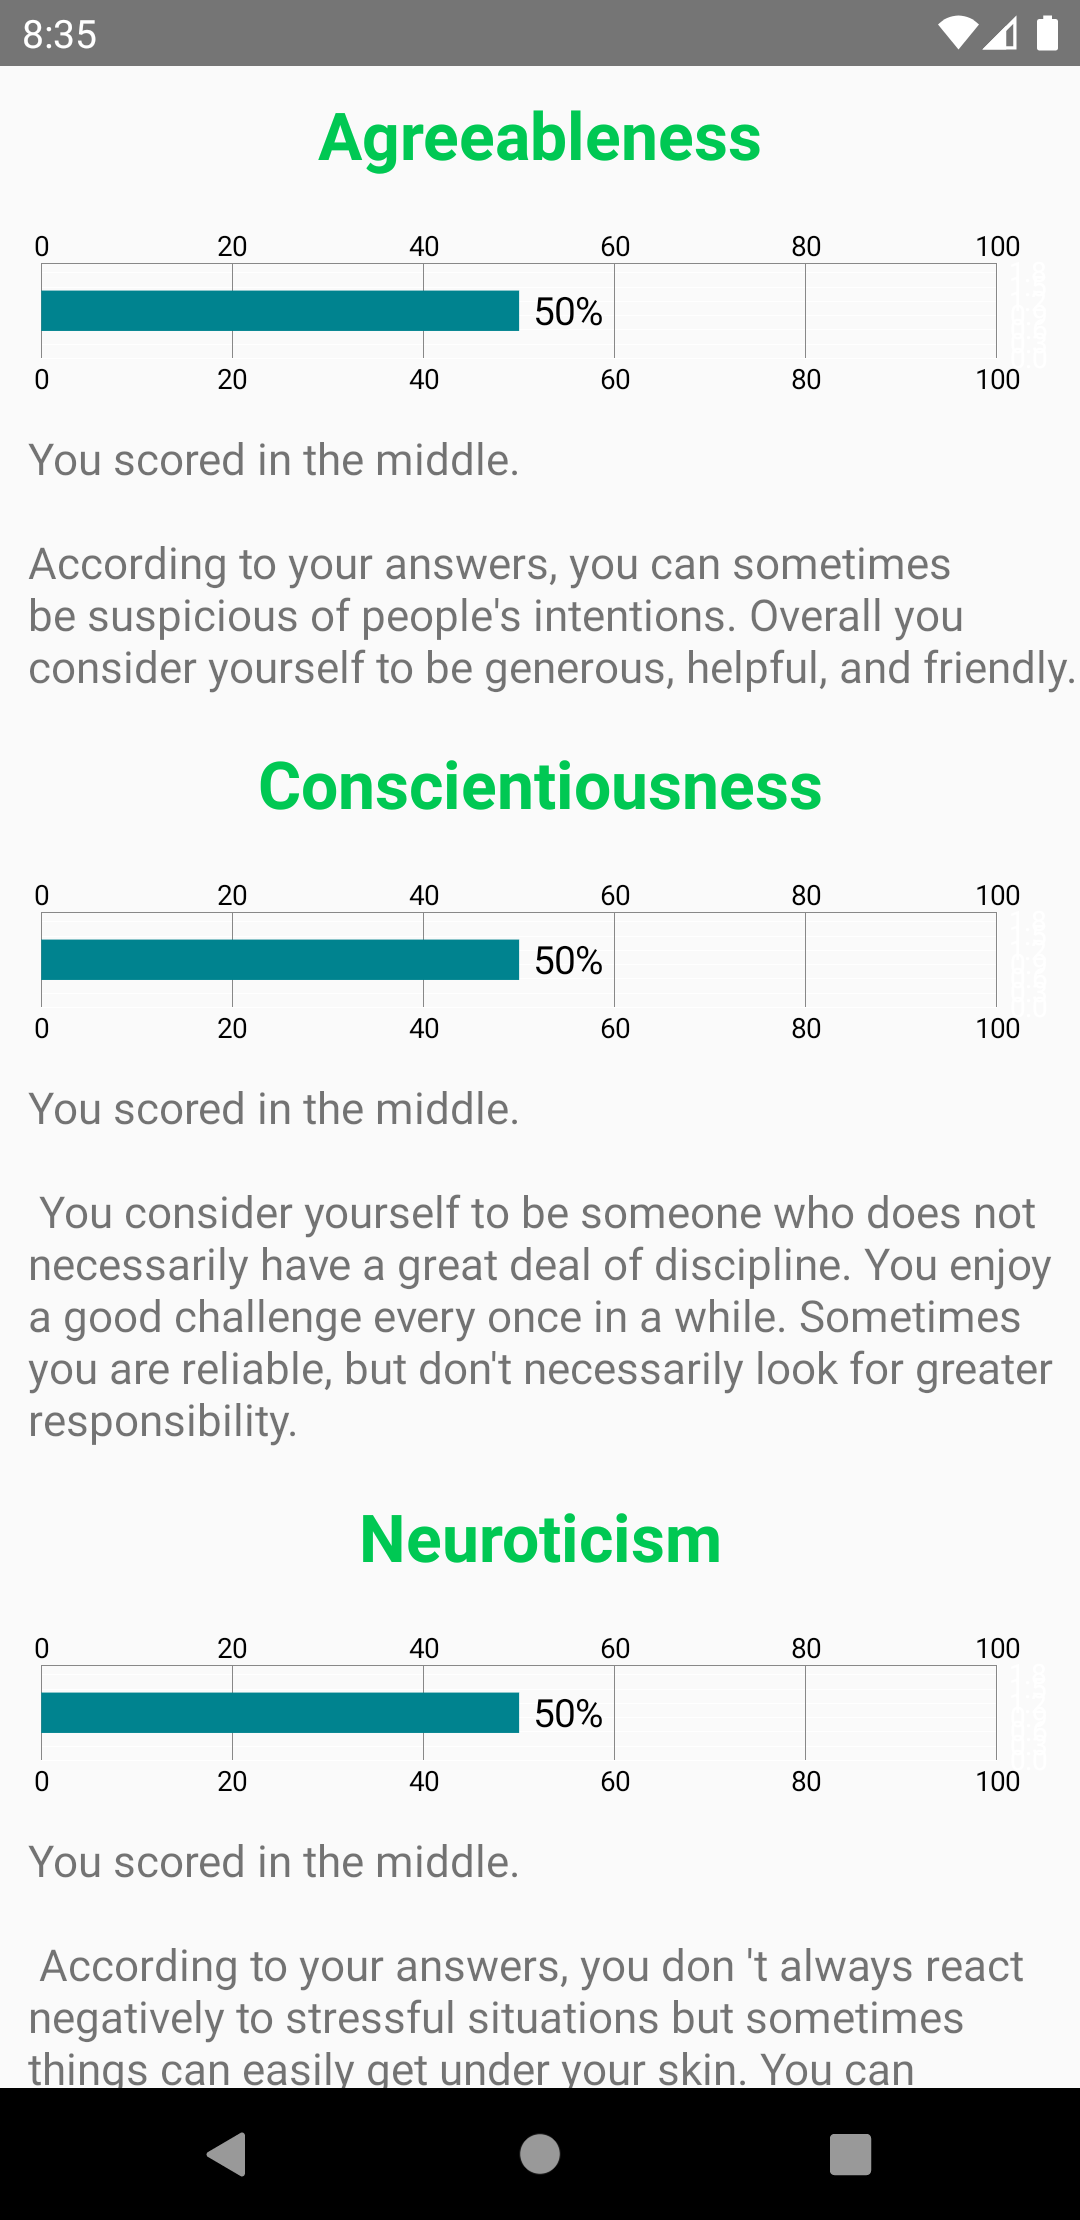 8:35
Agreeableness
0 20 40 60 80 100
50%
0 20 40 60 80 100
You scored in the middle.
According to your answers, you can sometimes
be suspicious of people's intentions. Overall you
consider yourself to be generous, helpful, and friendly.
Conscientiousness
0 20 40 60 80 100
50%
0 20 40 60 80 100
You scored in the middle.
You consider yourself to be someone who does not
necessarily have a great deal of discipline. You enjoy
a good challenge every once in a while. Sometimes
you are reliable, but don't necessarily look for greater
responsibility.
Neuroticism
0 20 40 60 80 100
50%
0 20 40 60 80 100
You scored in the middle.
According to your answers, you don 't always react
negatively to stressful situations but sometimes
things can easily get under your skin. You can